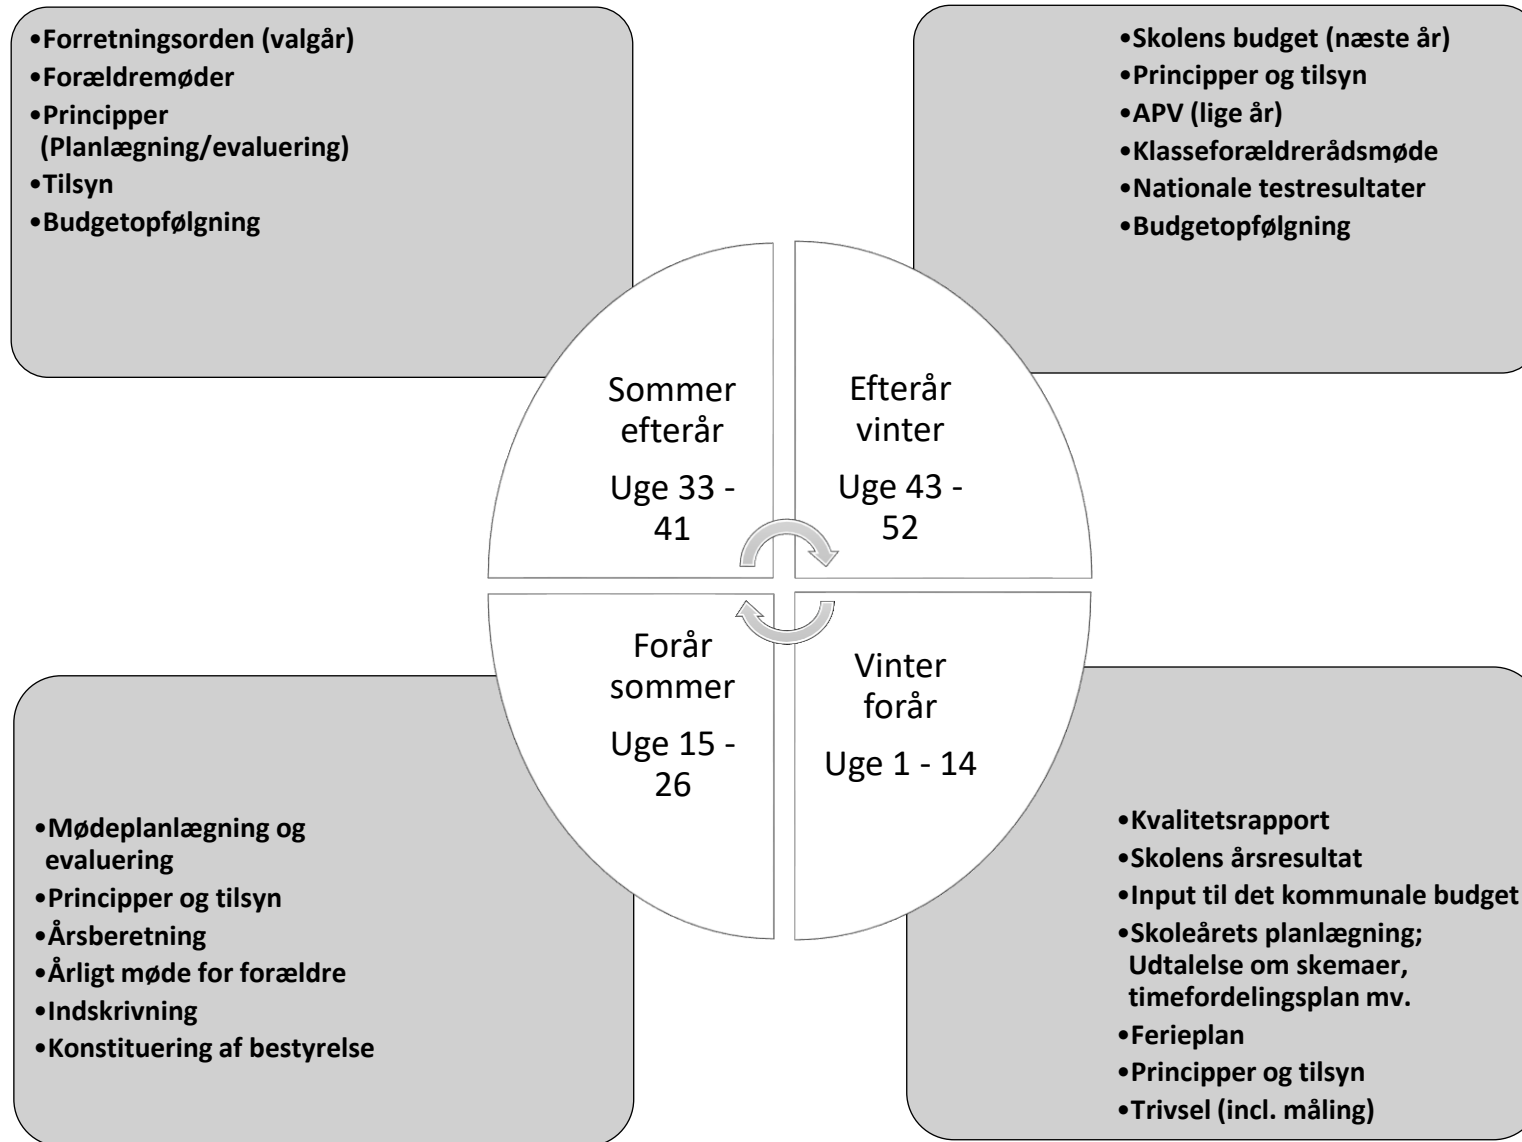 •Forretningsorden (valgår)
•Forældremøder
•Principper
(Planlægning/evaluering)
•Tilsyn
•Budgetopfølgning
•Skolens budget (næste år)
•Principper og tilsyn
•APV (lige år)
•Klasseforældrerådsmøde
•Nationale testresultater
•Budgetopfølgning
Sommer
efterår
Uge 33 -
41
Efterår
vinter
Uge 43 -
52
Forår
sommer
Uge 15 -
26
Vinter
forår
Uge 1 - 14
•Mødeplanlægning og
evaluering
•Principper og tilsyn
•Årsberetning
•Årligt møde for forældre
•Indskrivning
•Konstituering af bestyrelse
•Kvalitetsrapport
•Skolens årsresultat
•Input til det kommunale budget
•Skoleårets planlægning;
Udtalelse om skemaer,
timefordelingsplan mv.
•Ferieplan
•Principper og tilsyn
•Trivsel (incl. måling)